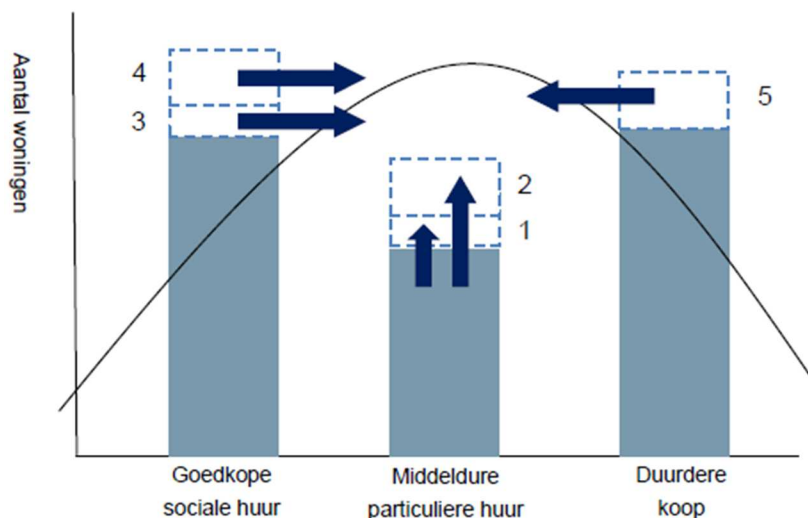 Aantal woningen
4
3
2
1
5
Goedkope
sociale huur
Middeldure
particuliere huur
Duurdere
koop